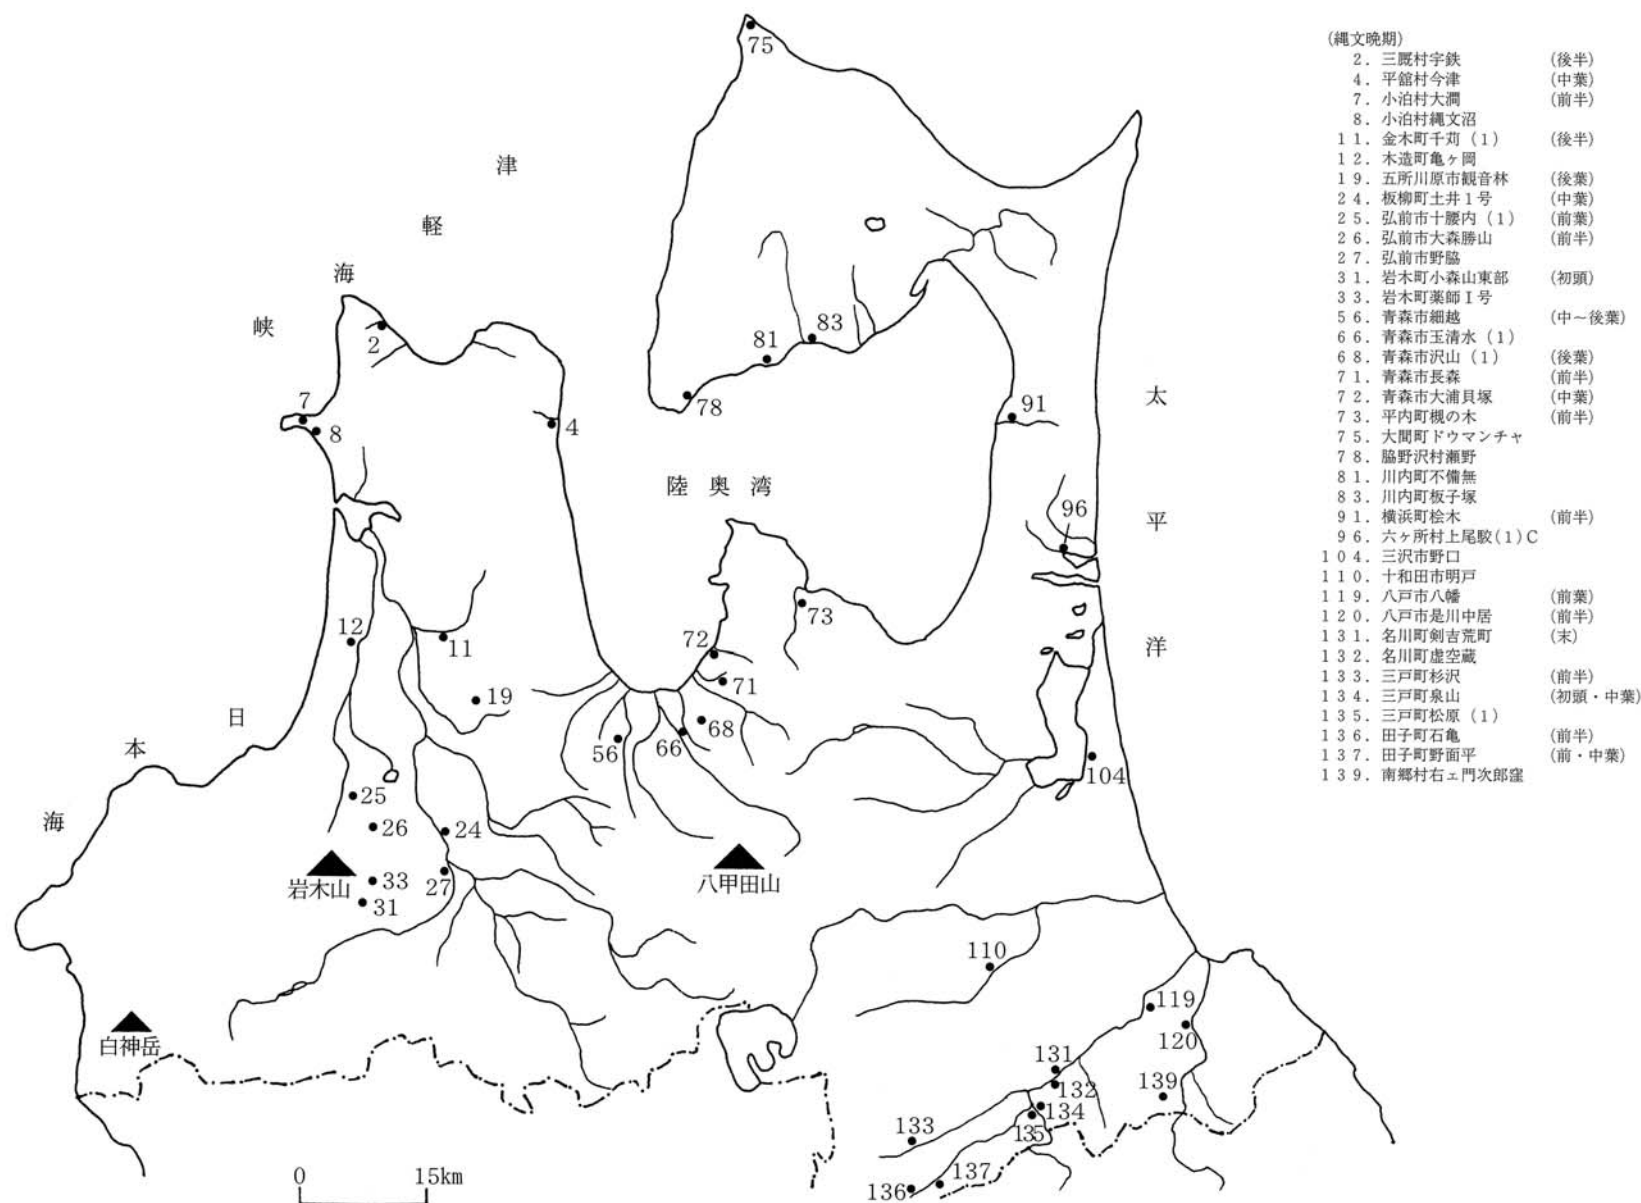 (縄文晩期)
2. 三厩村宇鉄 (後半)
4. 平舘村今津 (中葉)
7. 小泊村大澗 (前半)
8. 小泊村縄文沼
11. 金木町千苅(1) (後半)
12. 木造町亀ヶ岡
19. 五所川原市観音林 (後葉)
24. 板柳町土井1号 (中葉)
25. 弘前市十腰内(1) (前葉)
26. 弘前市大森勝山 (前半)
27. 弘前市野脇
31. 岩木町小森山東部 (初頭)
33. 岩木町薬師Ⅰ号
56. 青森市細越 (中～後葉)
66. 青森市玉清水(1)
68. 青森市沢山(1) (後葉)
71. 青森市長森 (前半)
72. 青森市大浦貝塚 (中葉)
73. 平内町槻の木 (前半)
75. 大間町ドウマンチャ
78. 脇野沢村瀬野
81. 川内町不備無
83. 川内町板子塚
91. 横浜町桧木 (前半)
96. 六ヶ所村上尾駮(1)C
104. 三沢市野口
110. 十和田市明戸
119. 八戸市八幡 (前葉)
120. 八戸市是川中居 (前半)
131. 名川町剣吉荒町 (末)
132. 名川町虚空蔵
133. 三戸町杉沢 (前半)
134. 三戸町泉山 (初頭・中葉)
135. 三戸町松原(1)
136. 田子町石亀 (前半)
137. 田子町野面平 (前・中葉)
139. 南郷村右ェ門次郎窪
津
軽
海
峡
日
本
海
陸奥湾
太
平
洋
75
2
7
8
4
81
83
78
91
96
12
11
19
72
73
71
68
66
56
104
25
26
24
27
33
31
岩木山
八甲田山
白神岳
110
119
120
131
132
134
135
139
133
137
136
0 15km